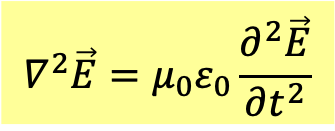 ∇²E⃗ = μ₀ε₀ ∂²E⃗/∂t²